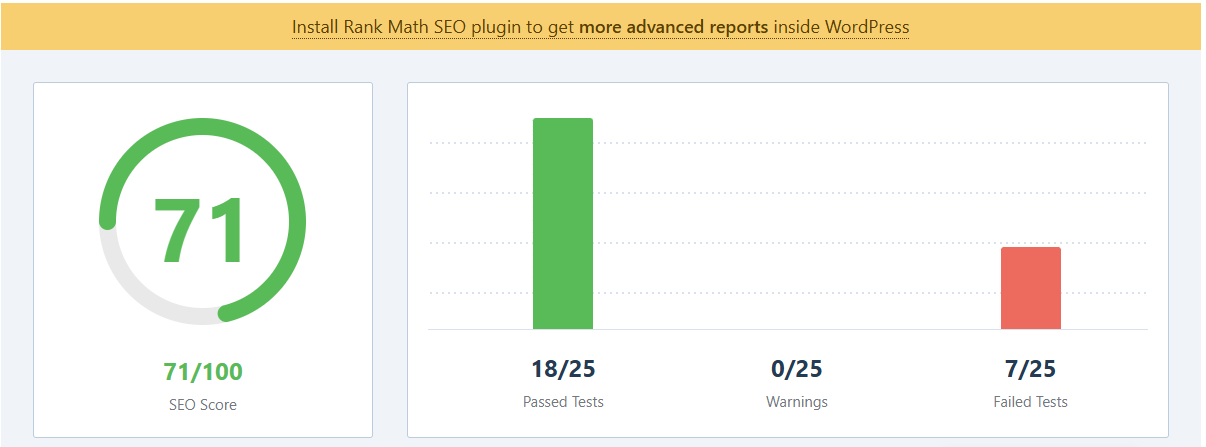 Install Rank Math SEO plugin to get more advanced reports inside WordPress
71
71/100
SEO Score
18/25
Passed Tests
0/25
Warnings
7/25
Failed Tests